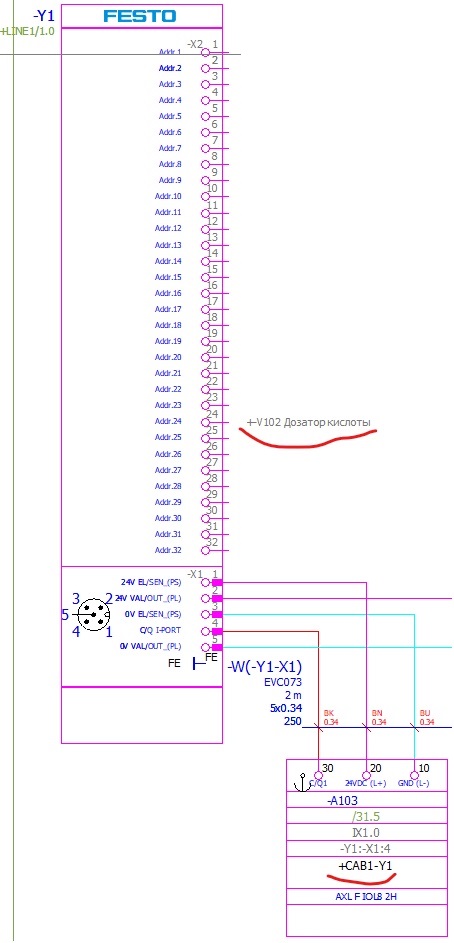 -Y1
FESTO
+LINE1/1.0
-X2
Addr.1 1
Addr.2 2
Addr.3 3
Addr.4 4
Addr.5 5
Addr.6 6
Addr.7 7
Addr.8 8
Addr.9 9
Addr.10 10
Addr.11 11
Addr.12 12
Addr.13 13
Addr.14 14
Addr.15 15
Addr.16 16
Addr.17 17
Addr.18 18
Addr.19 19
Addr.20 20
Addr.21 21
Addr.22 22
Addr.23 23
Addr.24 24
+-V102 Дозатор кислоты
Addr.25 25
Addr.26 26
Addr.27 27
Addr.28 28
Addr.29 29
Addr.30 30
Addr.31 31
Addr.32 32
-X1
24V EL/SEN_(PS) 1
24V VAL/OUT_(PL) 2
0V EL/SEN_(PS) 3
C/Q I-PORT 4
0V VAL/OUT_(PL) 5
3 2
5
4 1
FE FE
-W(-Y1-X1)
EVC073
2 m
5x0.34
250
BK
0.34
BN
0.34
BU
0.34
30 20 10
C/Q1 24VDC (L+) GND (L-)
-A103
/31.5
IX1.0
-Y1:-X1:4
+CAB1-Y1
AXL F IOL8 2H